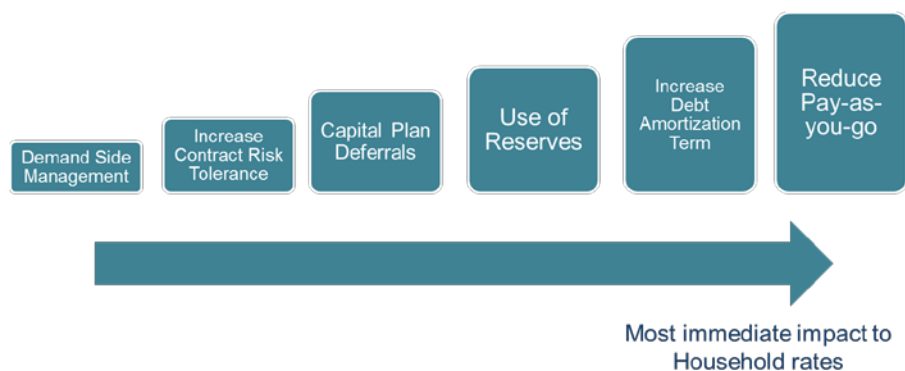 Demand Side
Management
Increase
Contract Risk
Tolerance
Capital Plan
Deferrals
Use of
Reserves
Increase
Debt
Amortization
Term
Reduce
Pay-as-
you-go
Most immediate impact to
Household rates